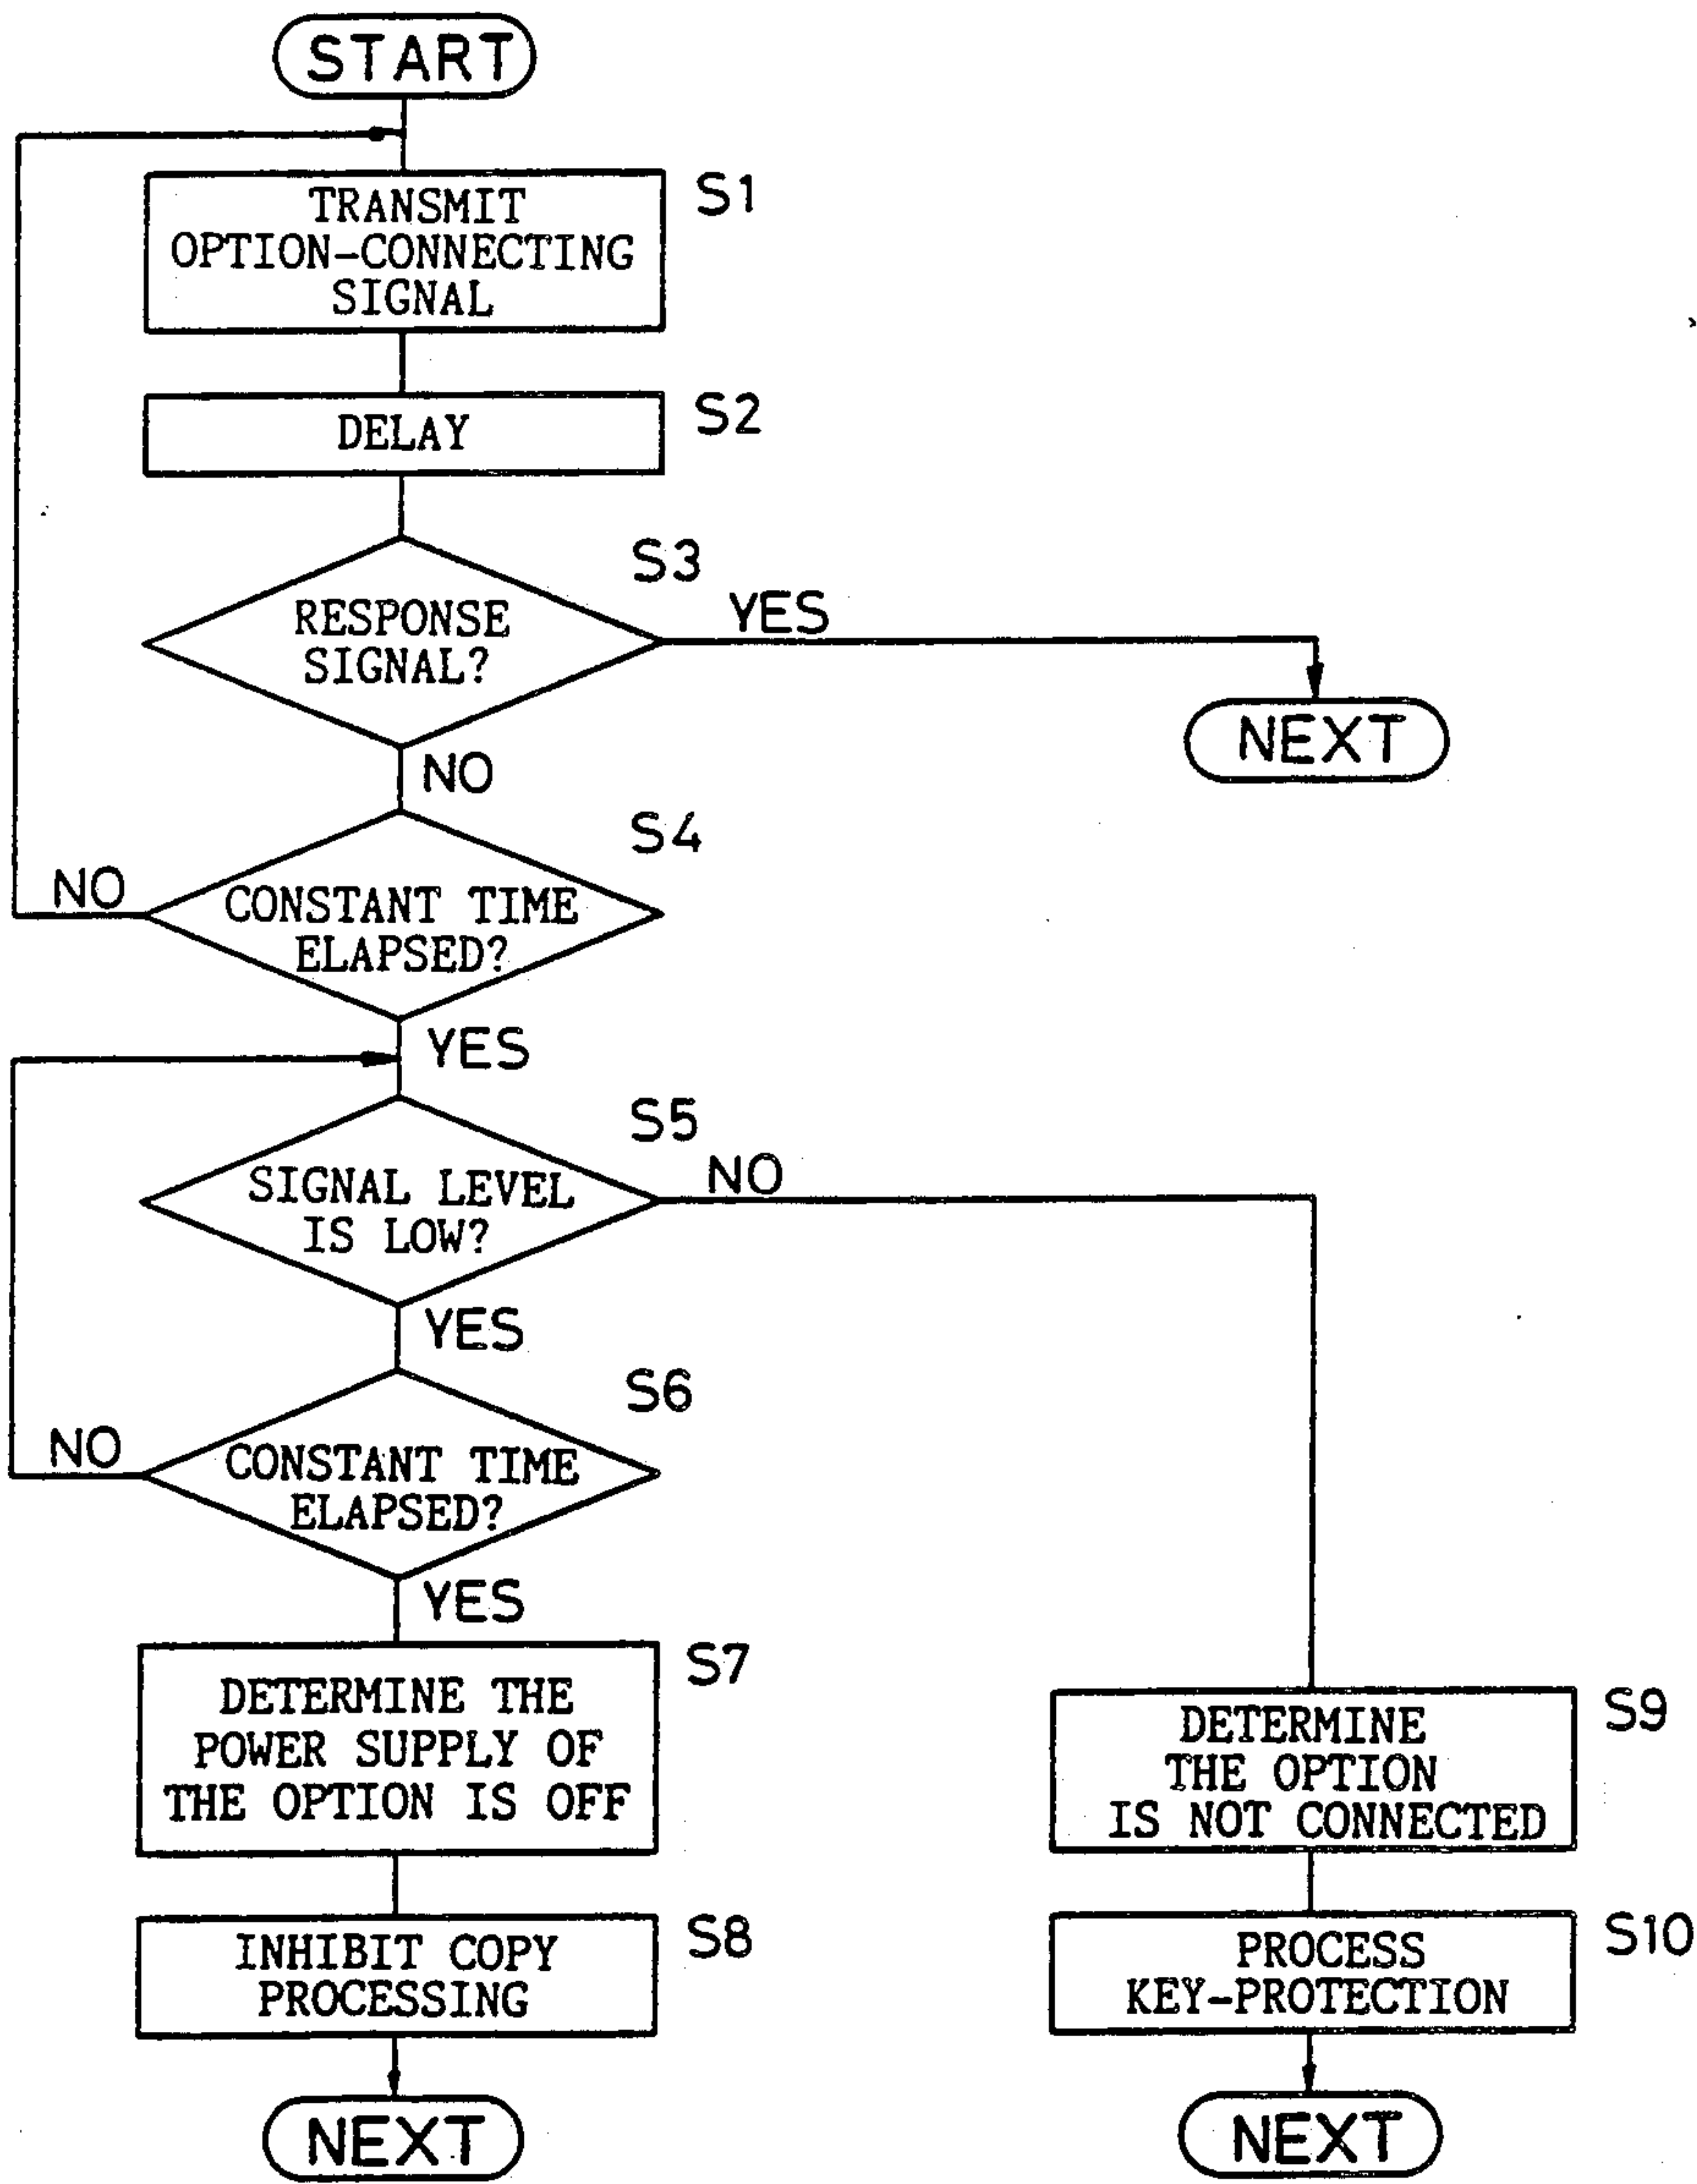 START
TRANSMIT
OPTION-CONNECTING
SIGNAL
S1
DELAY
S2
RESPONSE
SIGNAL?
S3
YES
NEXT
NO
CONSTANT TIME
ELAPSED?
S4
NO
YES
SIGNAL LEVEL
IS LOW?
S5
NO
YES
CONSTANT TIME
ELAPSED?
S6
NO
YES
DETERMINE THE
POWER SUPPLY OF
THE OPTION IS OFF
S7
INHIBIT COPY
PROCESSING
S8
NEXT
DETERMINE
THE OPTION
IS NOT CONNECTED
S9
PROCESS
KEY-PROTECTION
S10
NEXT